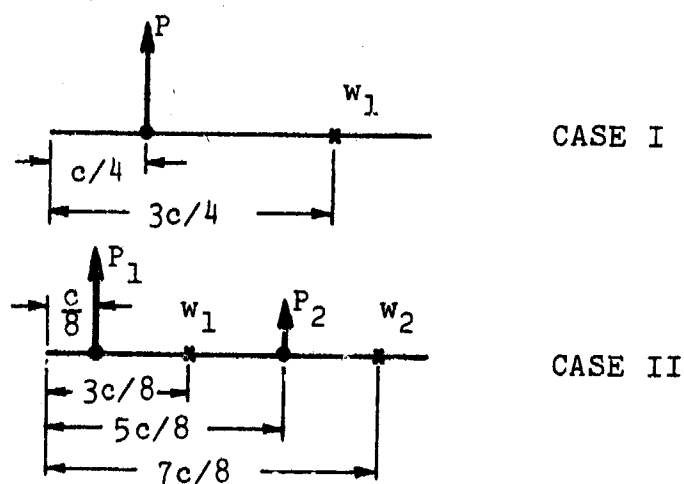 P
w₁
CASE I
c/4
3c/4
P₁
c/8
w₁
P₂
w₂
CASE II
3c/8
5c/8
7c/8